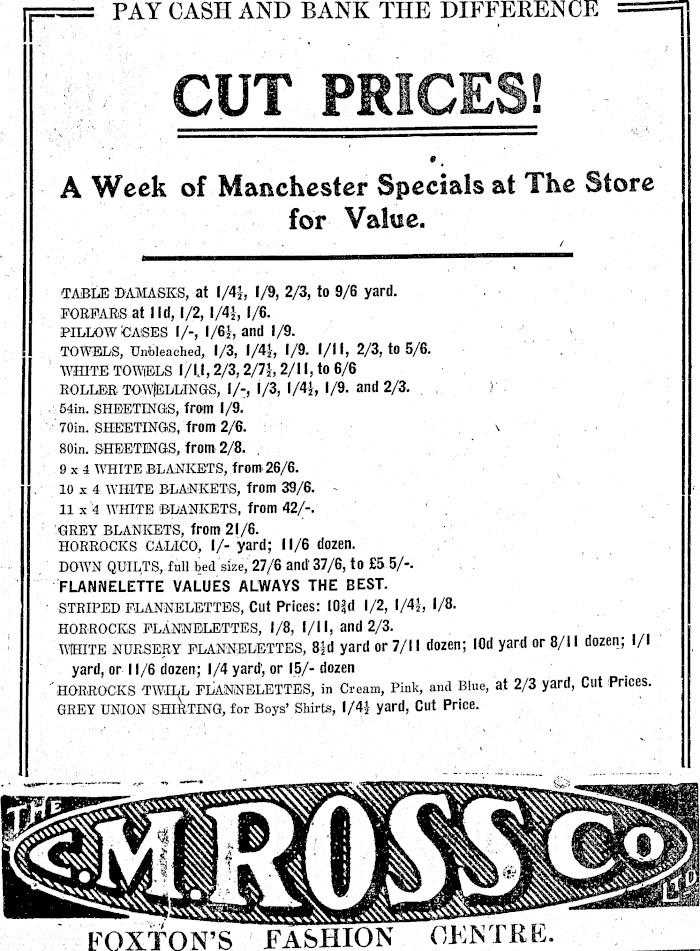 PAY CASH AND BANK THE DIFFERENCE
CUT PRICES!
A Week of Manchester Specials at The Store
for Value.
TABLE DAMASKS, at 1/4½, 1/9, 2/3, to 9/6 yard.
FORFARS at 11d, 1/2, 1/4½, 1/6.
PILLOW CASES 1/-, 1/6½, and 1/9.
TOWELS, Unbleached, 1/3, 1/4½, 1/9. 1/11, 2/3, to 5/6.
WHITE TOWELS 1/11, 2/3, 2/7½, 2/11, to 6/6
ROLLER TOWELLINGS, 1/-, 1/3, 1/4½, 1/9. and 2/3.
54in. SHEETINGS, from 1/9.
70in. SHEETINGS, from 2/6.
80in. SHEETINGS, from 2/8.
9 x 4 WHITE BLANKETS, from 26/6.
10 x 4 WHITE BLANKETS, from 39/6.
11 x 4 WHITE BLANKETS, from 42/-.
GREY BLANKETS, from 21/6.
HORROCKS CALICO, 1/- yard; 11/6 dozen.
DOWN QUILTS, full bed size, 27/6 and 37/6, to £5 5/-.
FLANNELETTE VALUES ALWAYS THE BEST.
STRIPED FLANNELETTES, Cut Prices: 10¾d 1/2, 1/4½, 1/8.
HORROCKS FLANNELETTES, 1/8, 1/11, and 2/3.
WHITE NURSERY FLANNELETTES, 8½d yard or 7/11 dozen; 10d yard or 8/11 dozen; 1/1
yard, or 11/6 dozen; 1/4 yard, or 15/- dozen
HORROCKS TWILL FLANNELETTES, in Cream, Pink, and Blue, at 2/3 yard, Cut Prices.
GREY UNION SHIRTING, for Boys' Shirts, 1/4½ yard, Cut Price.
THE
C.M. ROSS CO
LTD
FOXTON'S FASHION CENTRE.